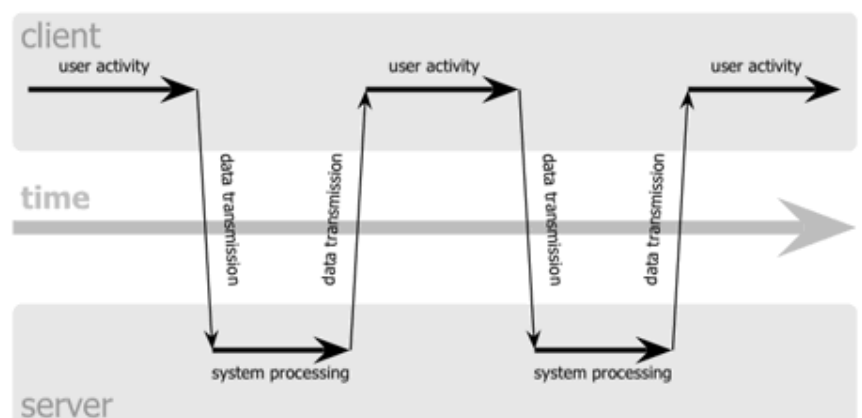 client
user activity
user activity
user activity
data transmission
data transmission
data transmission
data transmission
time
system processing
system processing
server